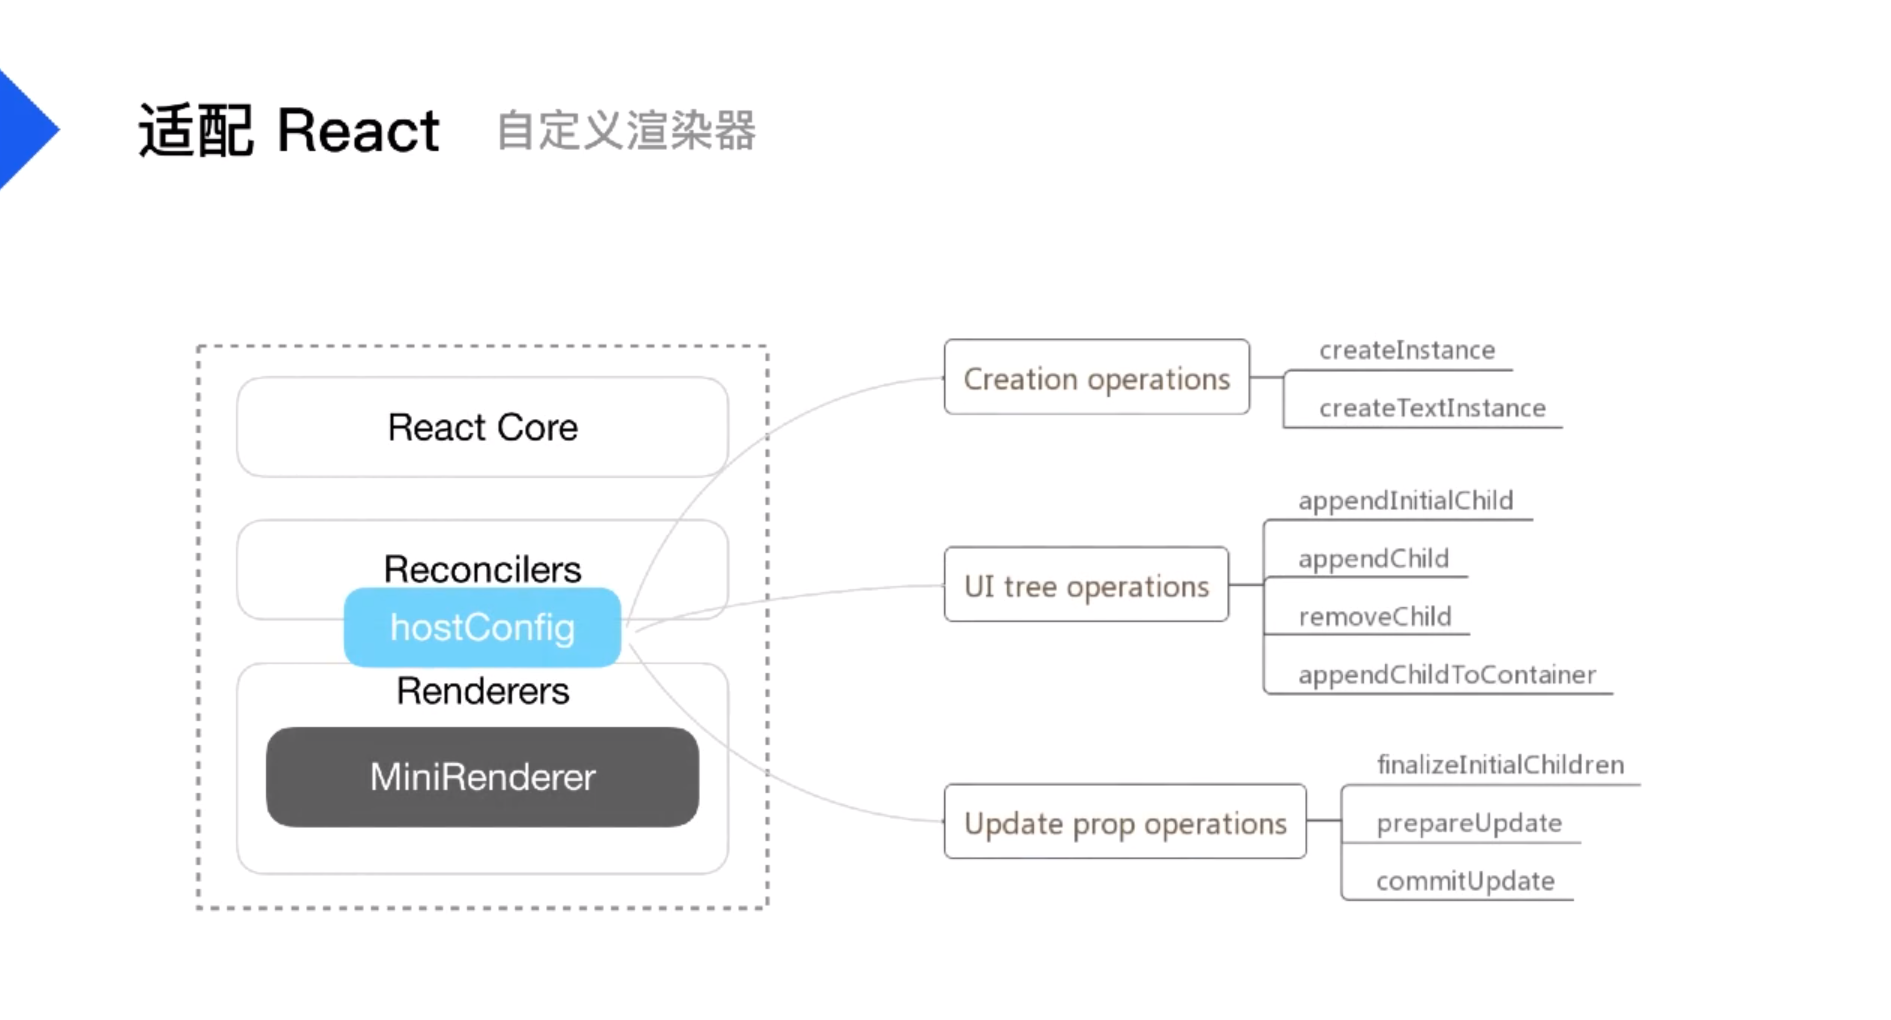 适配 React 自定义渲染器
React Core
Reconcilers
hostConfig
Renderers
MiniRenderer
Creation operations
createInstance
createTextInstance
UI tree operations
appendInitialChild
appendChild
removeChild
appendChildToContainer
Update prop operations
finalizeInitialChildren
prepareUpdate
commitUpdate